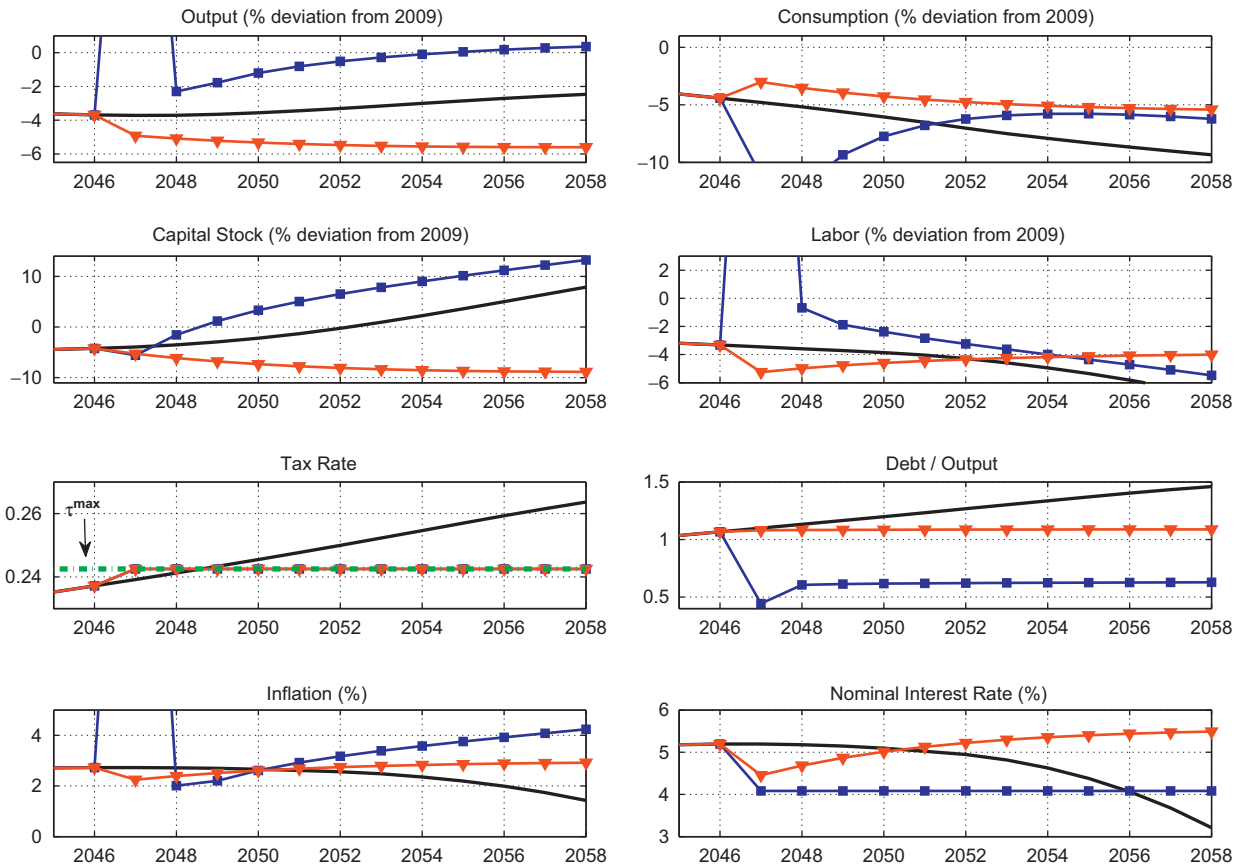 Output (% deviation from 2009)
0
−2
−4
−6
2046 2048 2050 2052 2054 2056 2058
Consumption (% deviation from 2009)
0
−5
−10
2046 2048 2050 2052 2054 2056 2058
Capital Stock (% deviation from 2009)
10
0
−10
2046 2048 2050 2052 2054 2056 2058
Labor (% deviation from 2009)
2
0
−2
−4
−6
2046 2048 2050 2052 2054 2056 2058
Tax Rate
τmax
0.26
0.24
2046 2048 2050 2052 2054 2056 2058
Debt / Output
1.5
1
0.5
2046 2048 2050 2052 2054 2056 2058
Inflation (%)
4
2
0
2046 2048 2050 2052 2054 2056 2058
Nominal Interest Rate (%)
6
5
4
3
2046 2048 2050 2052 2054 2056 2058